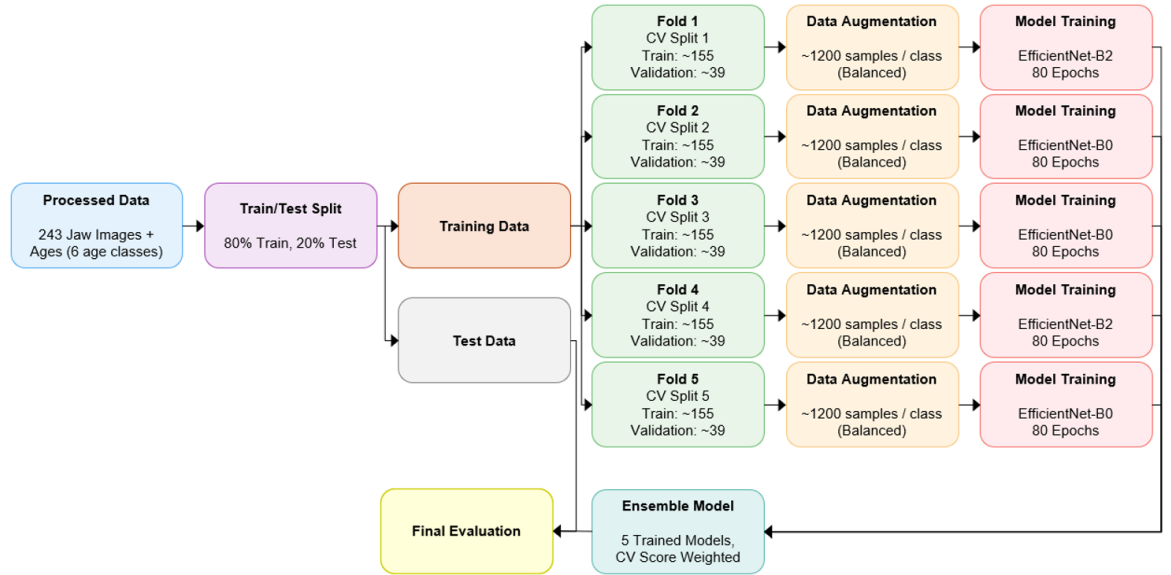 Processed Data
243 Jaw Images +
Ages (6 age classes)
Train/Test Split
80% Train, 20% Test
Training Data
Test Data
Fold 1
CV Split 1
Train: ~155
Validation: ~39
Data Augmentation
~1200 samples / class
(Balanced)
Model Training
EfficientNet-B2
80 Epochs
Fold 2
CV Split 2
Train: ~155
Validation: ~39
Data Augmentation
~1200 samples / class
(Balanced)
Model Training
EfficientNet-B0
80 Epochs
Fold 3
CV Split 3
Train: ~155
Validation: ~39
Data Augmentation
~1200 samples / class
(Balanced)
Model Training
EfficientNet-B0
80 Epochs
Fold 4
CV Split 4
Train: ~155
Validation: ~39
Data Augmentation
~1200 samples / class
(Balanced)
Model Training
EfficientNet-B2
80 Epochs
Fold 5
CV Split 5
Train: ~155
Validation: ~39
Data Augmentation
~1200 samples / class
(Balanced)
Model Training
EfficientNet-B0
80 Epochs
Ensemble Model
5 Trained Models,
CV Score Weighted
Final Evaluation